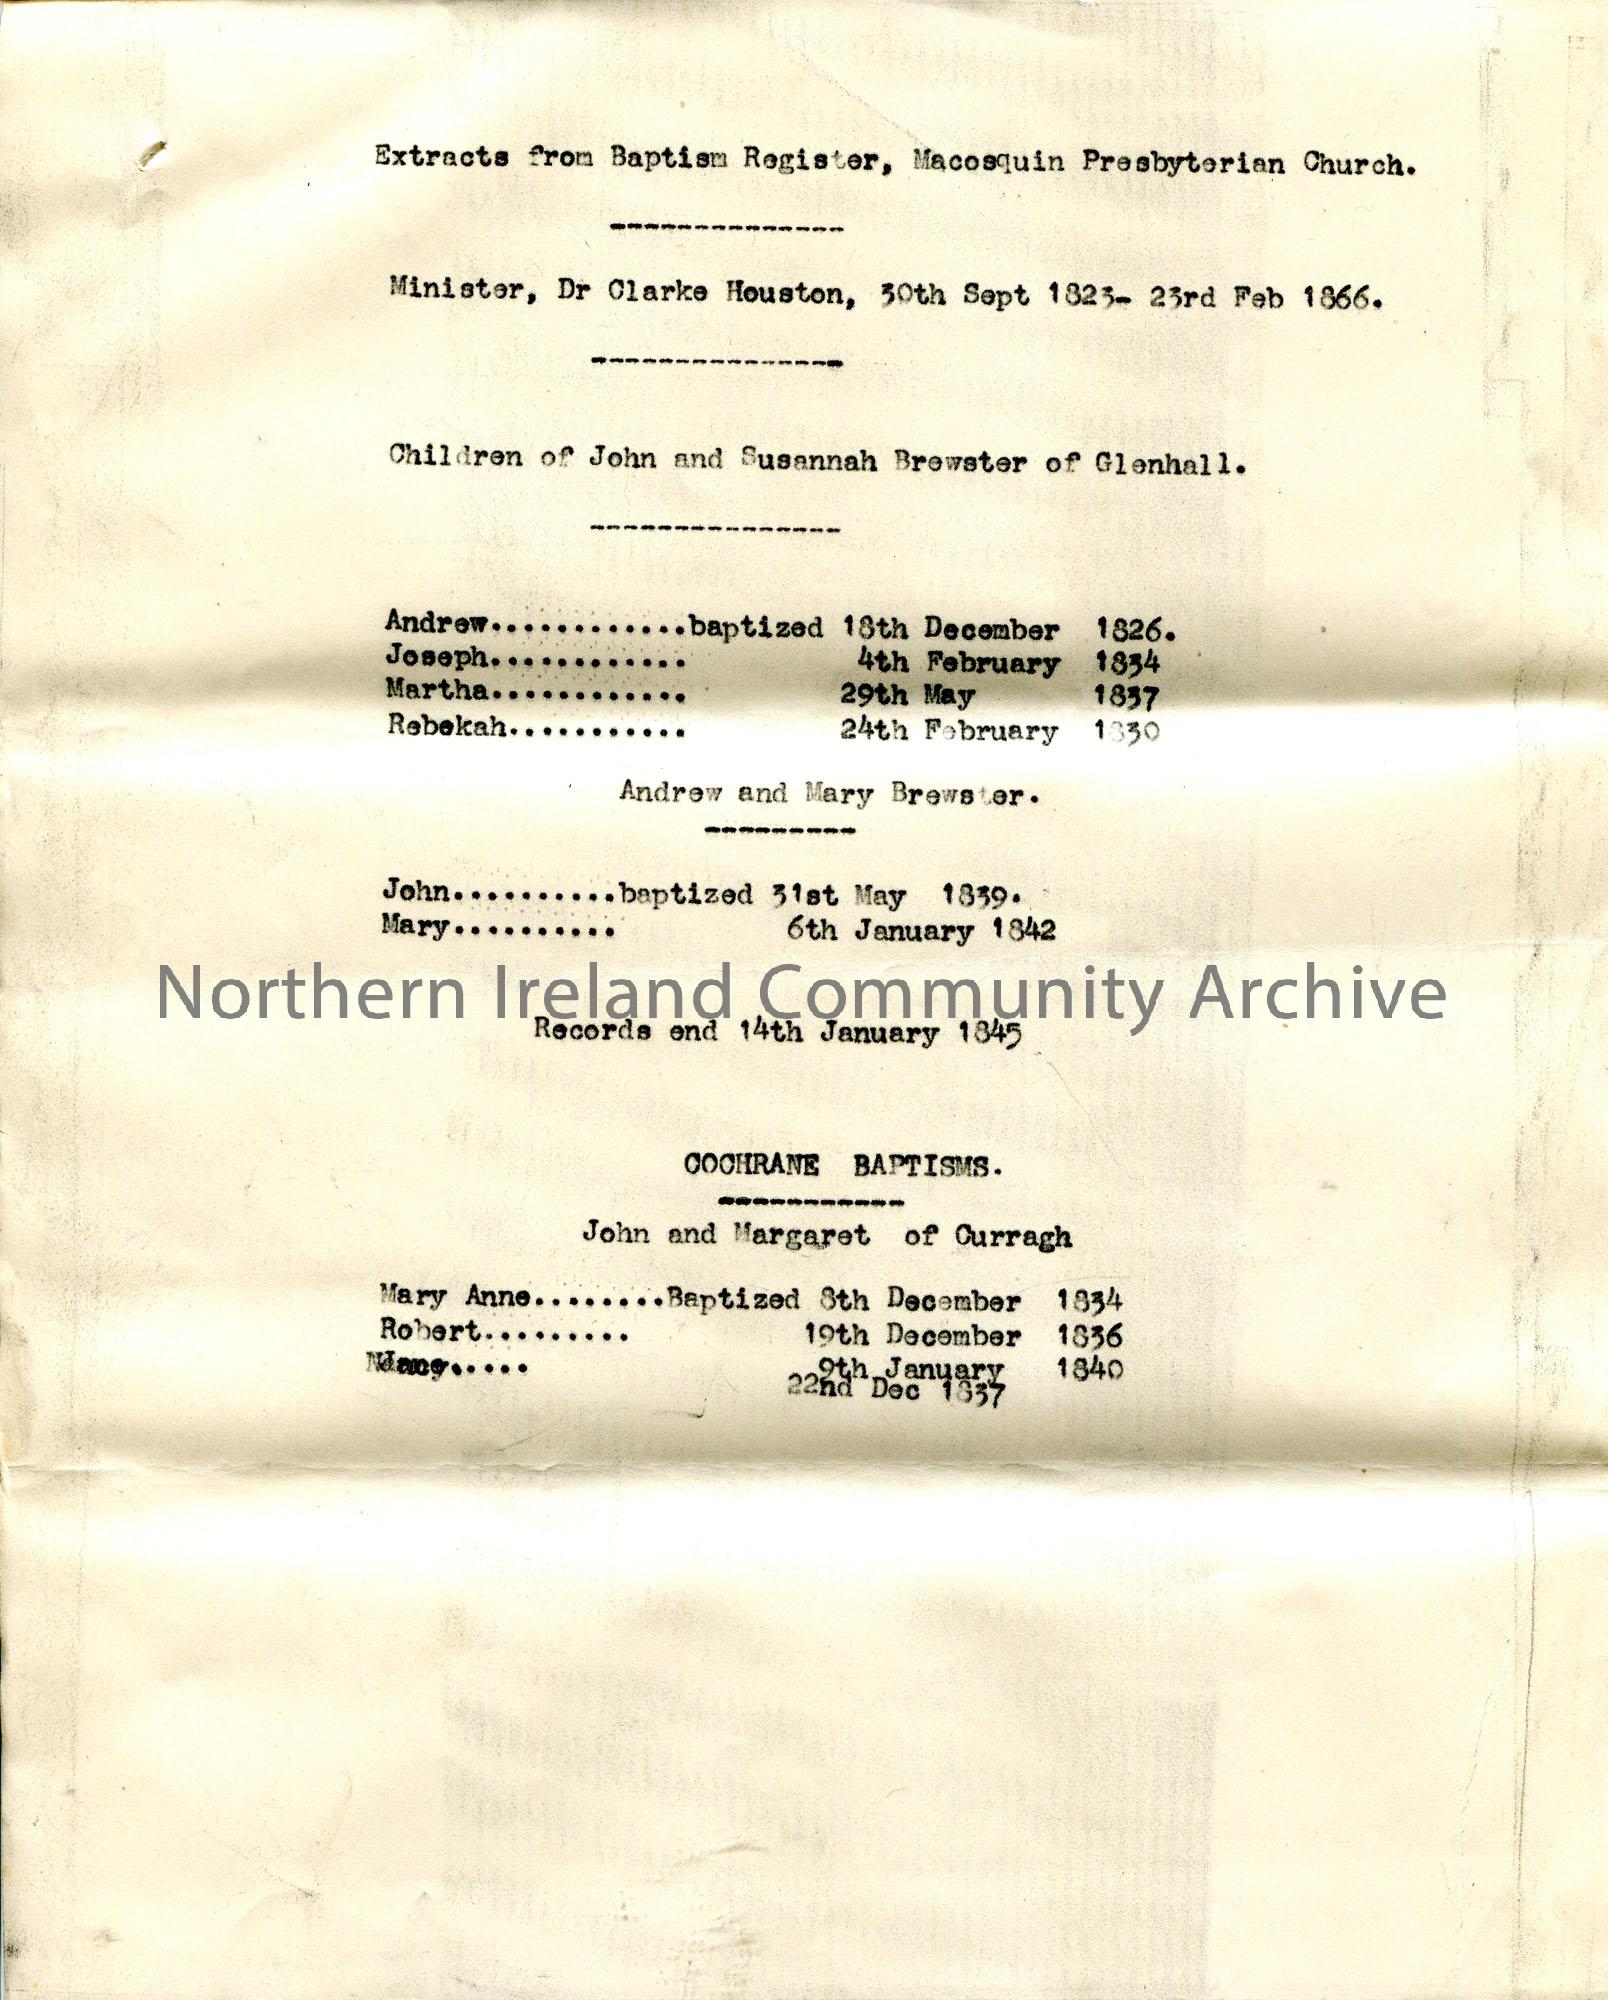 Extracts from Baptism Register, Macosquin Presbyterian Church.
--------------
Minister, Dr Clarke Houston, 30th Sept 1823- 23rd Feb 1866.
---------------
Children of John and Susannah Brewster of Glenhall.
---------------
Andrew............baptized 18th December 1826.
Joseph............ 4th February 1834
Martha............ 29th May 1837
Rebekah........... 24th February 1830
Andrew and Mary Brewster.
---------
John..........baptized 31st May 1839.
Mary.......... 6th January 1842
Northern Ireland Community Archive
Records end 14th January 1845
COCHRANE BAPTISMS.
-----------
John and Margaret of Curragh
Mary Anne........Baptized 8th December 1834
Robert......... 19th December 1836
..... 9th January 1840
22nd Dec 1837